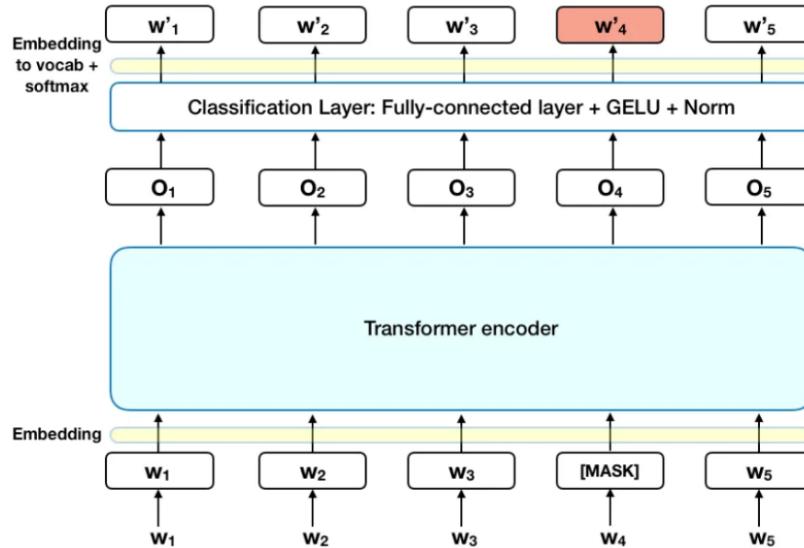 w'₁ w'₂ w'₃ w'₄ w'₅
Embedding
to vocab +
softmax
Classification Layer: Fully-connected layer + GELU + Norm
O₁ O₂ O₃ O₄ O₅
Transformer encoder
Embedding
w₁ w₂ w₃ [MASK] w₅
w₁ w₂ w₃ w₄ w₅